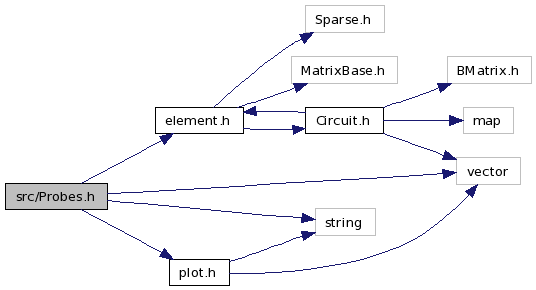 Sparse.h
MatrixBase.h
BMatrix.h
element.h
Circuit.h
map
vector
src/Probes.h
string
plot.h